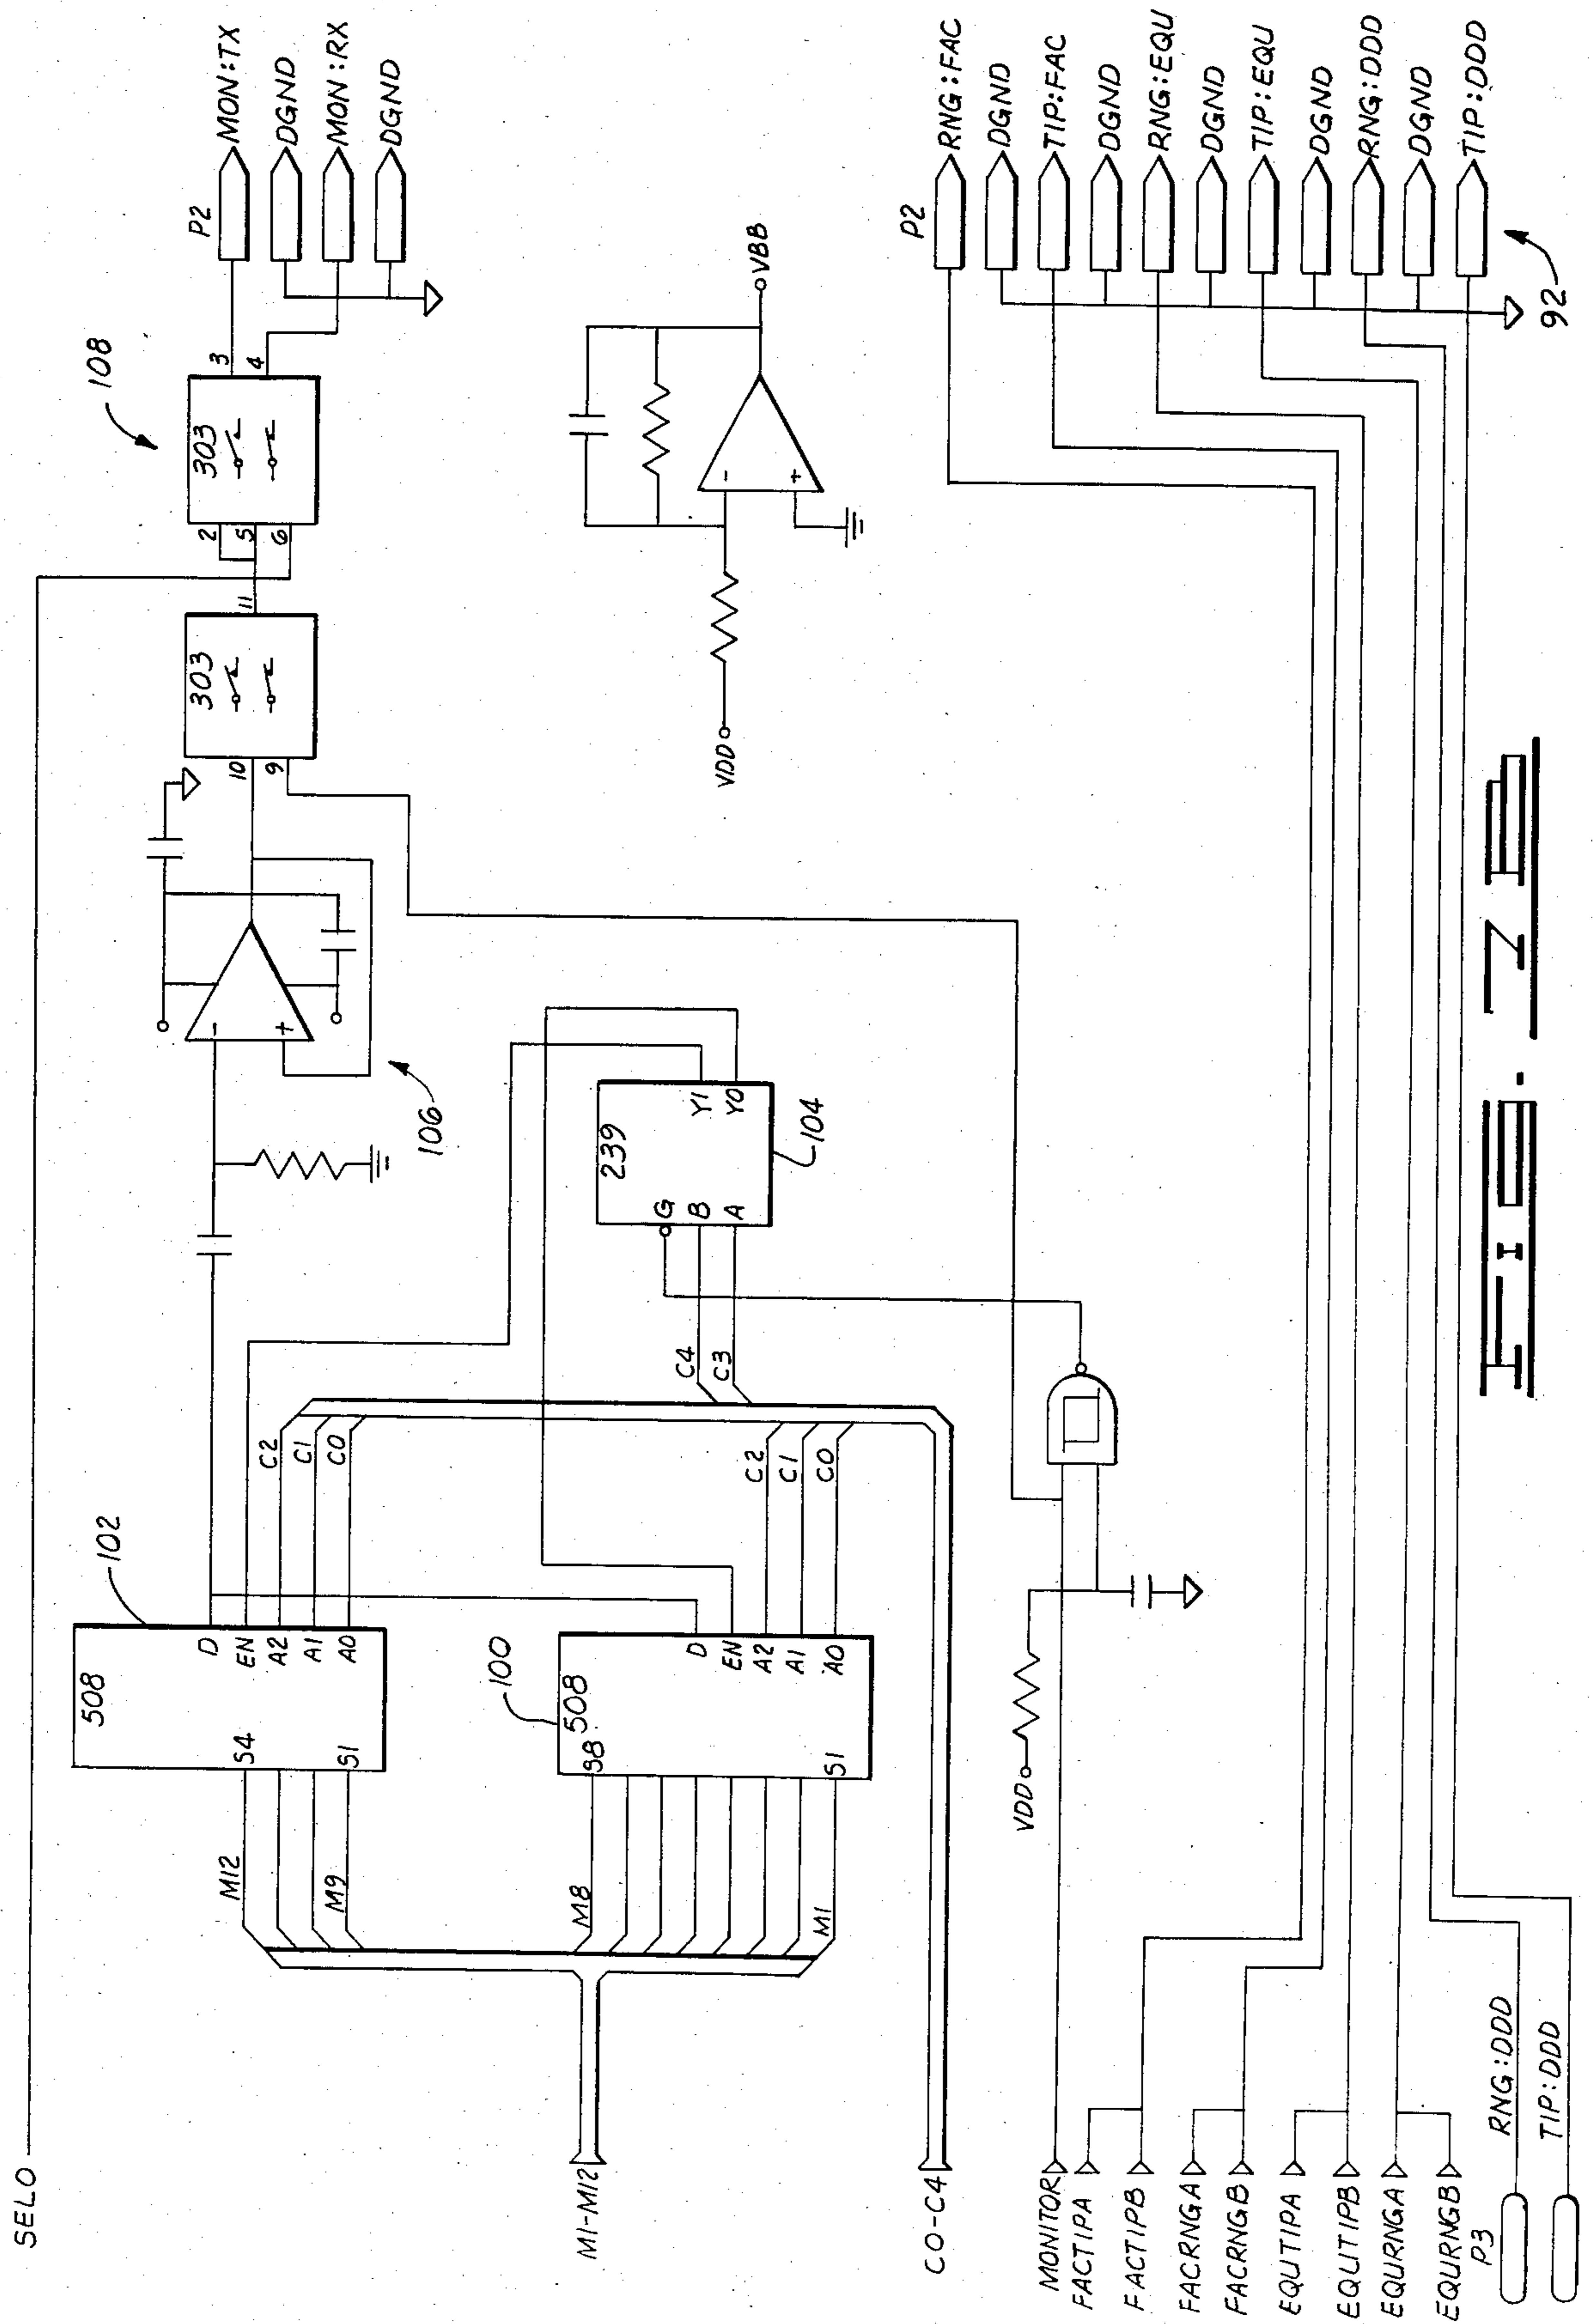 SELO
508
102
S4
S1
D
EN
A2
A1
A0
M12
M9
C2
C1
C0
106
-
+
303
10
9
11
108
303
2
5
6
3
4
P2
MON:TX
DGND
MON:RX
DGND
M1-M12
M8
M1
508
100
S8
S1
D
EN
A2
A1
A0
C2
C1
C0
C4
C3
239
G
B
A
Y1
Y0
104
VDD
-
+
VBB
C0-C4
VDD
MONITOR
FACTIPA
FACTIPB
FACRNGA
FACRNGB
EQUTIPA
EQUTIPB
EQURNGA
EQURNGB
P3
RNG:DDD
TIP:DDD
P2
RNG:FAC
DGND
TIP:FAC
DGND
RNG:EQU
DGND
TIP:EQU
DGND
RNG:DDD
DGND
TIP:DDD
92
FIG. 7B